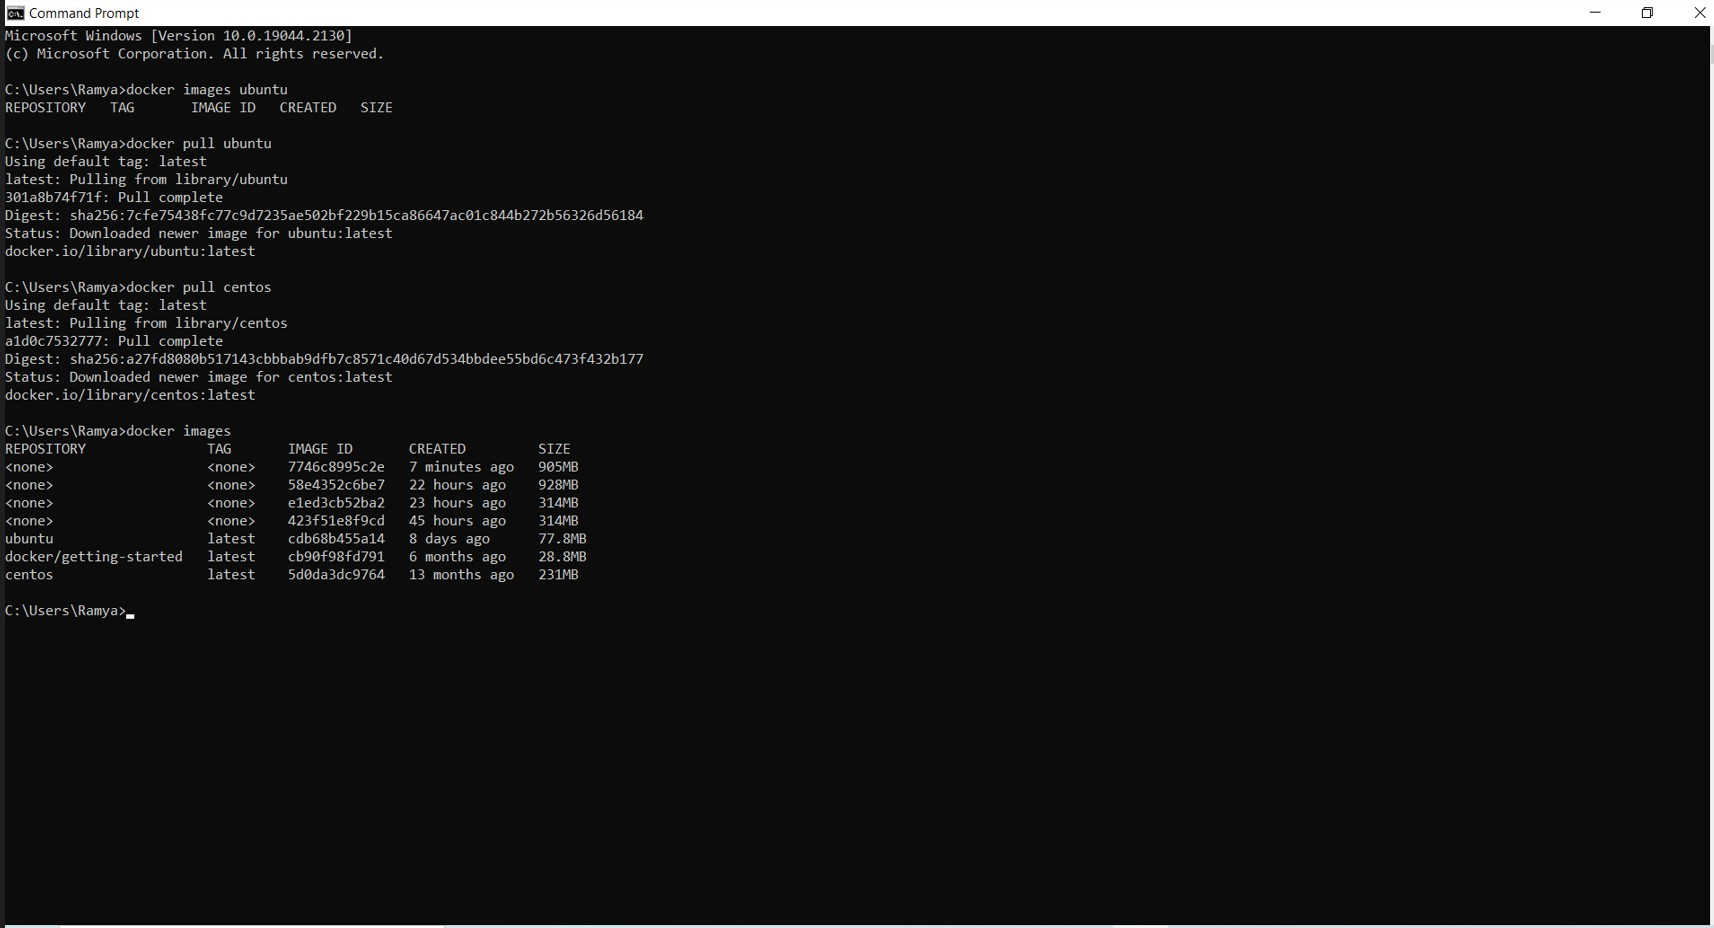 Command Prompt
Microsoft Windows [Version 10.0.19044.2130]
(c) Microsoft Corporation. All rights reserved.
C:\Users\Ramya>docker images ubuntu
REPOSITORY   TAG       IMAGE ID   CREATED   SIZE
C:\Users\Ramya>docker pull ubuntu
Using default tag: latest
latest: Pulling from library/ubuntu
301a8b74f71f: Pull complete
Digest: sha256:7cfe75438fc77c9d7235ae502bf229b15ca86647ac01c844b272b56326d56184
Status: Downloaded newer image for ubuntu:latest
docker.io/library/ubuntu:latest
C:\Users\Ramya>docker pull centos
Using default tag: latest
latest: Pulling from library/centos
a1d0c7532777: Pull complete
Digest: sha256:a27fd8080b517143cbbbab9dfb7c8571c40d67d534bbdee55bd6c473f432b177
Status: Downloaded newer image for centos:latest
docker.io/library/centos:latest
C:\Users\Ramya>docker images
REPOSITORY               TAG       IMAGE ID       CREATED         SIZE
<none>                   <none>    7746c8995c2e   7 minutes ago   905MB
<none>                   <none>    58e4352c6be7   22 hours ago    928MB
<none>                   <none>    e1ed3cb52ba2   23 hours ago    314MB
<none>                   <none>    423f51e8f9cd   45 hours ago    314MB
ubuntu                   latest    cdb68b455a14   8 days ago      77.8MB
docker/getting-started   latest    cb90f98fd791   6 months ago    28.8MB
centos                   latest    5d0da3dc9764   13 months ago   231MB
C:\Users\Ramya>